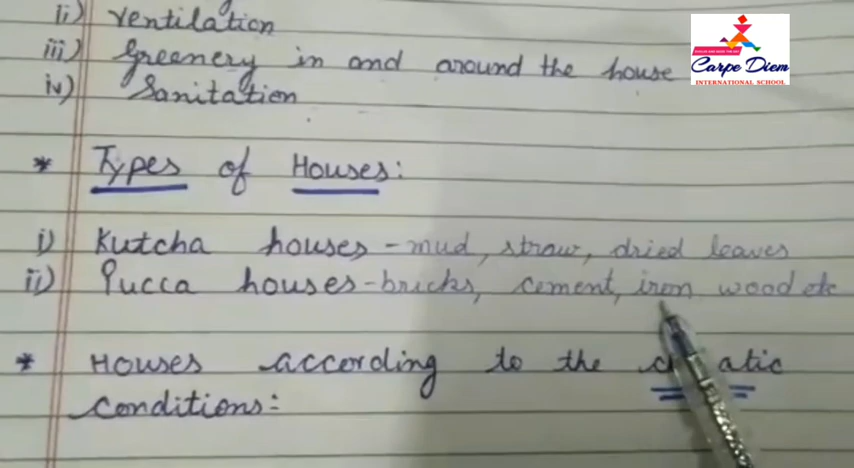 ii) Ventilation
iii) Greenery in and around the house
iv) Sanitation
* Types of Houses:
i) Kutcha houses - mud, straw, dried leaves
ii) Pucca houses - bricks, cement, iron wood etc
* Houses according to the
conditions:-
Carpe Diem
INTERNATIONAL SCHOOL